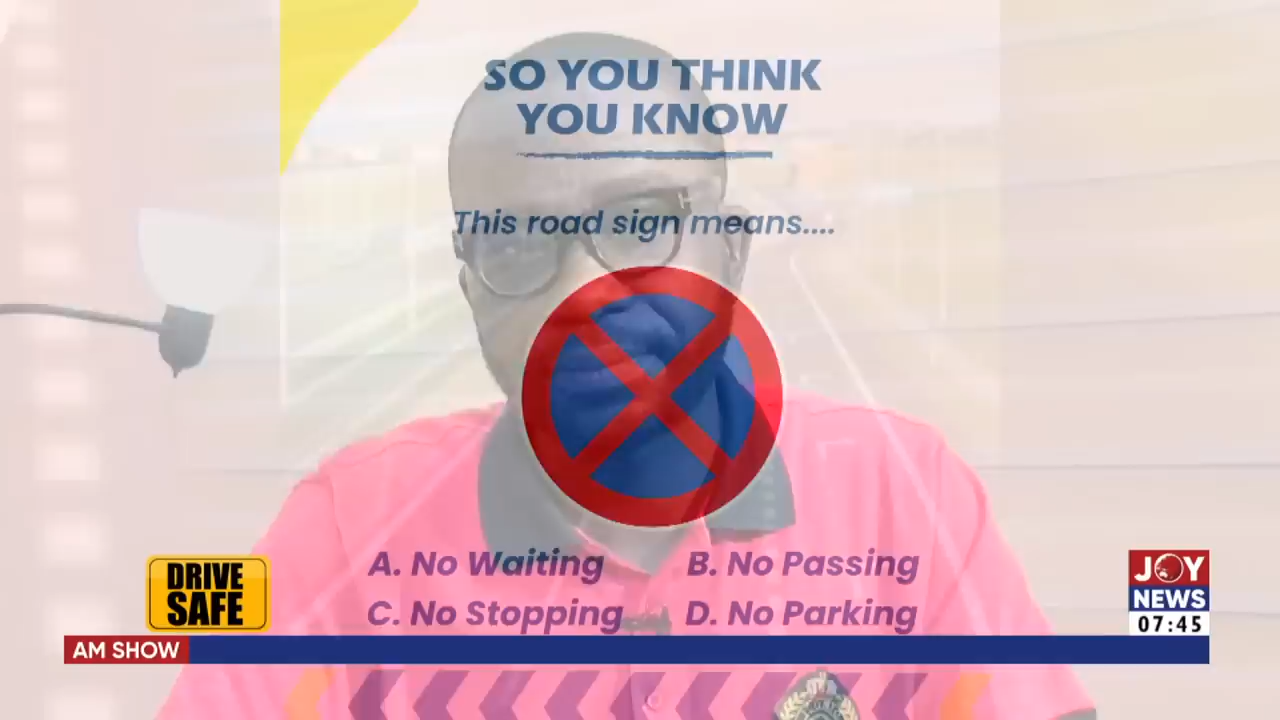 SO YOU THINK
YOU KNOW
This road sign means....
A. No Waiting
B. No Passing
C. No Stopping
D. No Parking
DRIVE
SAFE
JOY
NEWS
07:45
AM SHOW